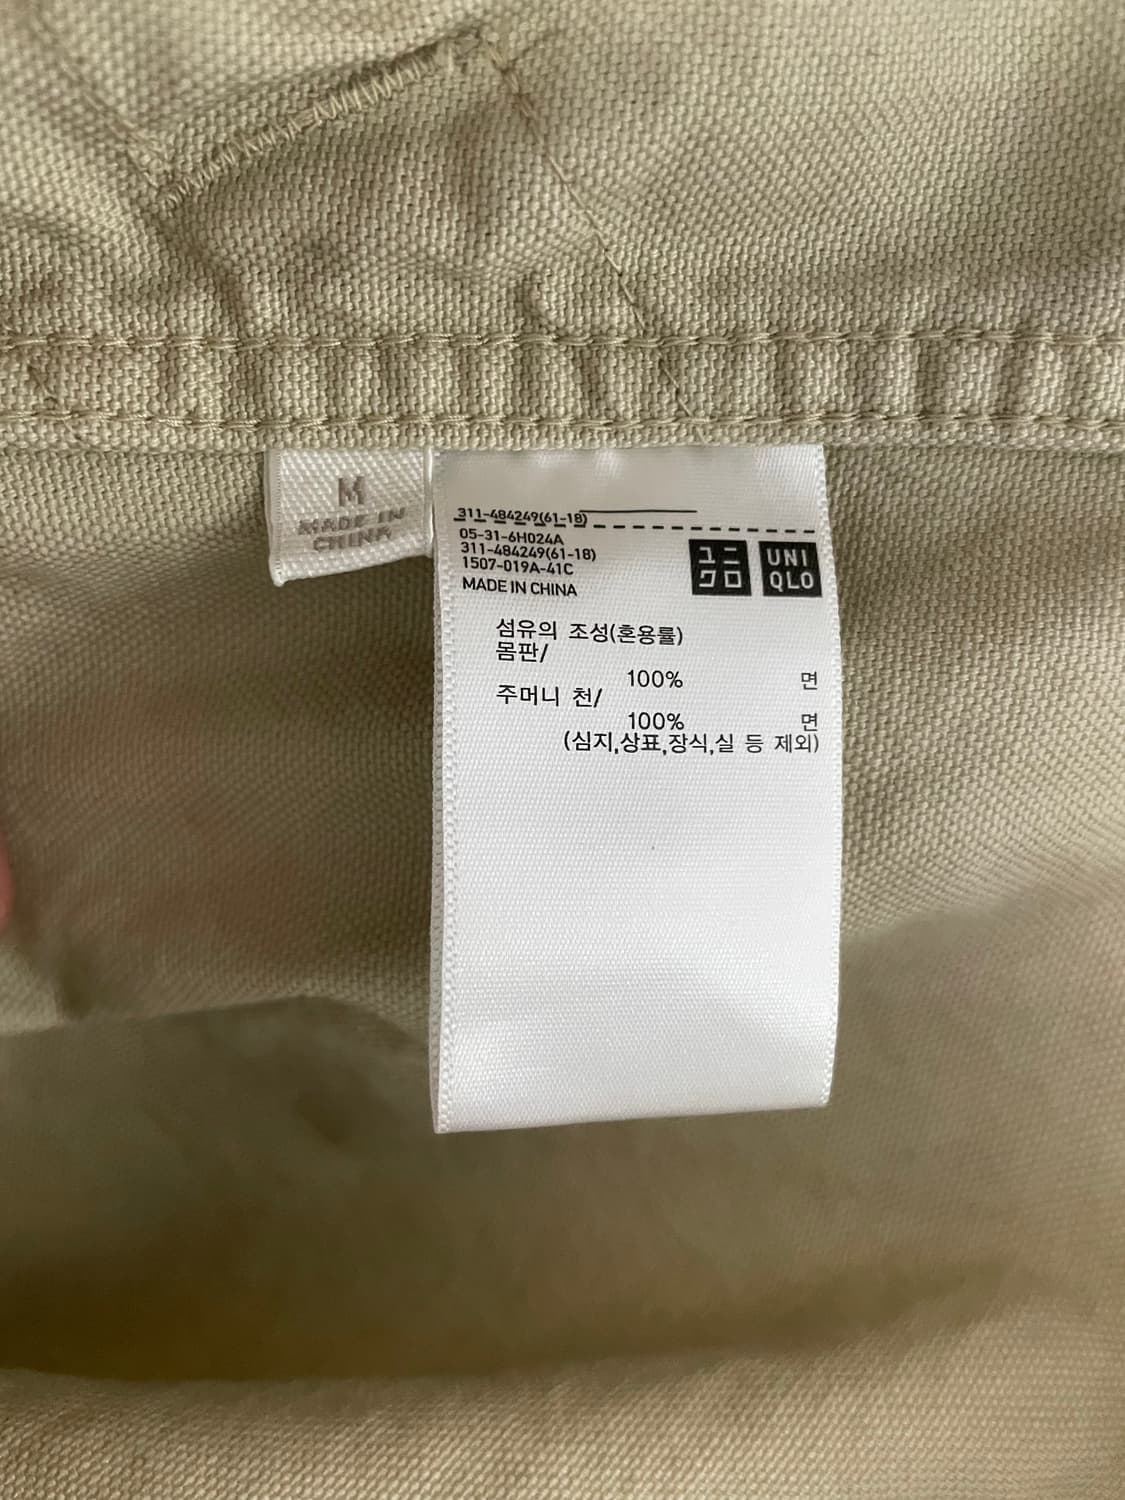 M
MADE IN
CHINA
311-484249(61-18)
05-31-6H024A
311-484249(61-18)
1507-019A-41C
MADE IN CHINA
ユニ
クロ
UNI
QLO
섬유의 조성(혼용률)
몸판/
100% 면
주머니 천/
100% 면
(심지,상표,장식,실 등 제외)